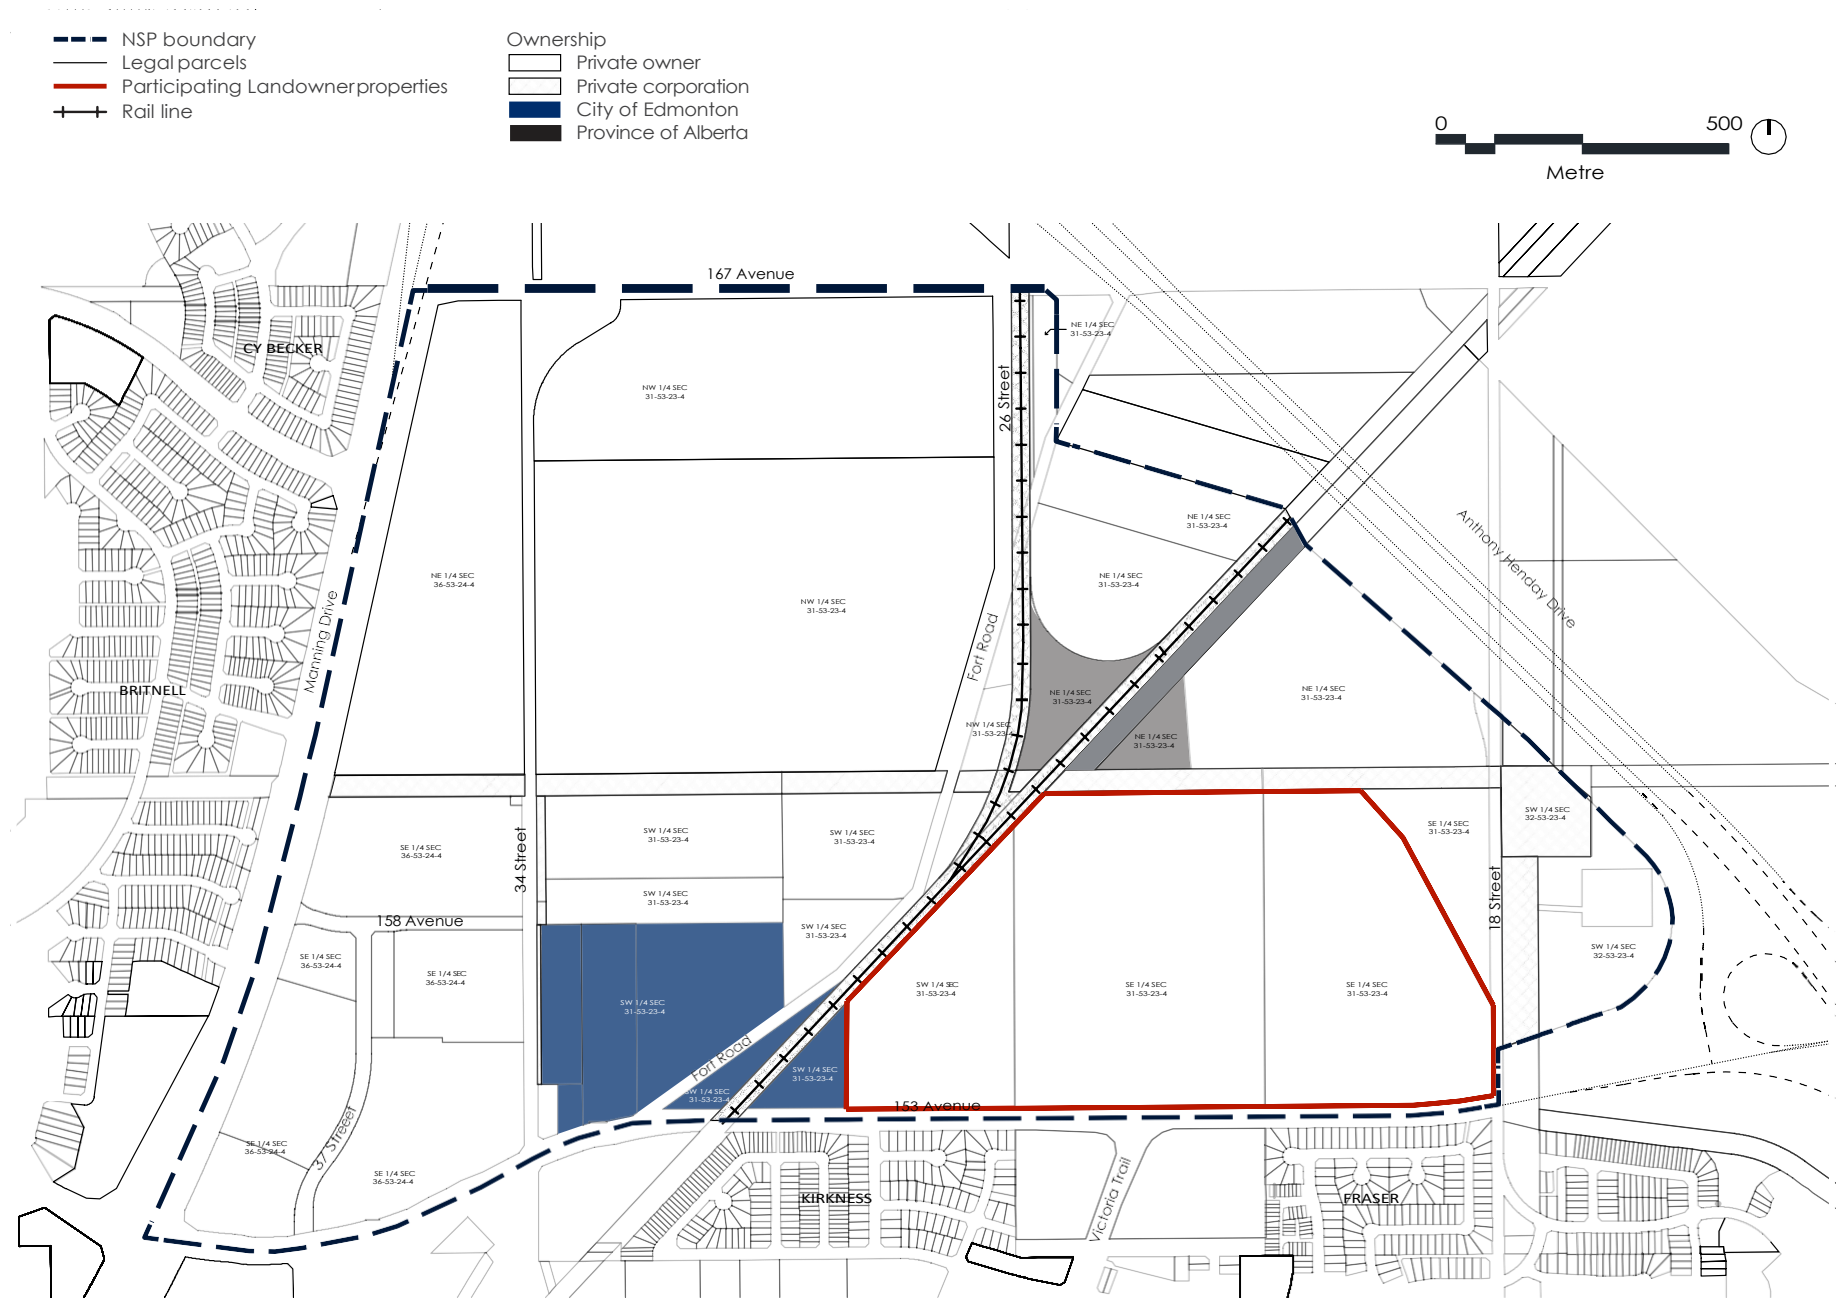 NSP boundary
Legal parcels
Participating Landowner properties
Rail line
Ownership
Private owner
Private corporation
City of Edmonton
Province of Alberta
0 500
Metre
167 Avenue
NE 1/4 SEC
31-53-23-4
CY BECKER
NW 1/4 SEC
31-53-23-4
26 Street
NE 1/4 SEC
31-53-23-4
Anthony Henday Drive
NE 1/4 SEC
36-53-24-4
NE 1/4 SEC
31-53-23-4
NW 1/4 SEC
31-53-23-4
Manning Drive
Fort Road
BRITNELL
NE 1/4 SEC
31-53-23-4
NE 1/4 SEC
31-53-23-4
NW 1/4 SEC
31-53-23-4
NE 1/4 SEC
31-53-23-4
SW 1/4 SEC
32-53-23-4
SE 1/4 SEC
31-53-23-4
SW 1/4 SEC
31-53-23-4
SW 1/4 SEC
31-53-23-4
SE 1/4 SEC
36-53-24-4
34 Street
SW 1/4 SEC
31-53-23-4
18 Street
158 Avenue
SW 1/4 SEC
31-53-23-4
SW 1/4 SEC
32-53-23-4
SE 1/4 SEC
36-53-24-4
SE 1/4 SEC
36-53-24-4
SW 1/4 SEC
31-53-23-4
SE 1/4 SEC
31-53-23-4
SE 1/4 SEC
31-53-23-4
SW 1/4 SEC
31-53-23-4
Fort Road
SW 1/4 SEC
31-53-23-4
SW 1/4 SEC
31-53-23-4
153 Avenue
37 Street
SE 1/4 SEC
36-53-24-4
SE 1/4 SEC
36-53-24-4
Victoria Trail
KIRKNESS
FRASER